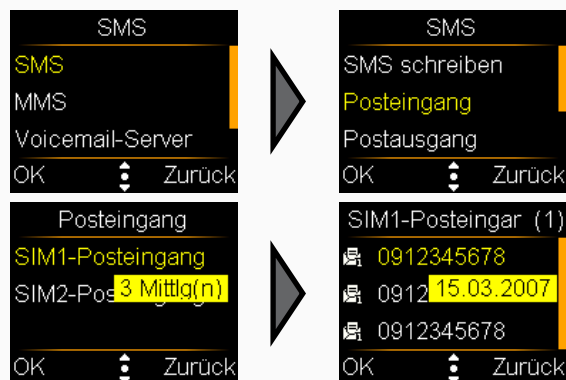 SMS
SMS
MMS
Voicemail-Server
OK Zurück
SMS
SMS schreiben
Posteingang
Postausgang
OK Zurück
Posteingang
SIM1-Posteingang
SIM2-Pos 3 Mittlg(n)
OK Zurück
SIM1-Posteingar (1)
0912345678
0912 15.03.2007
0912345678
OK Zurück